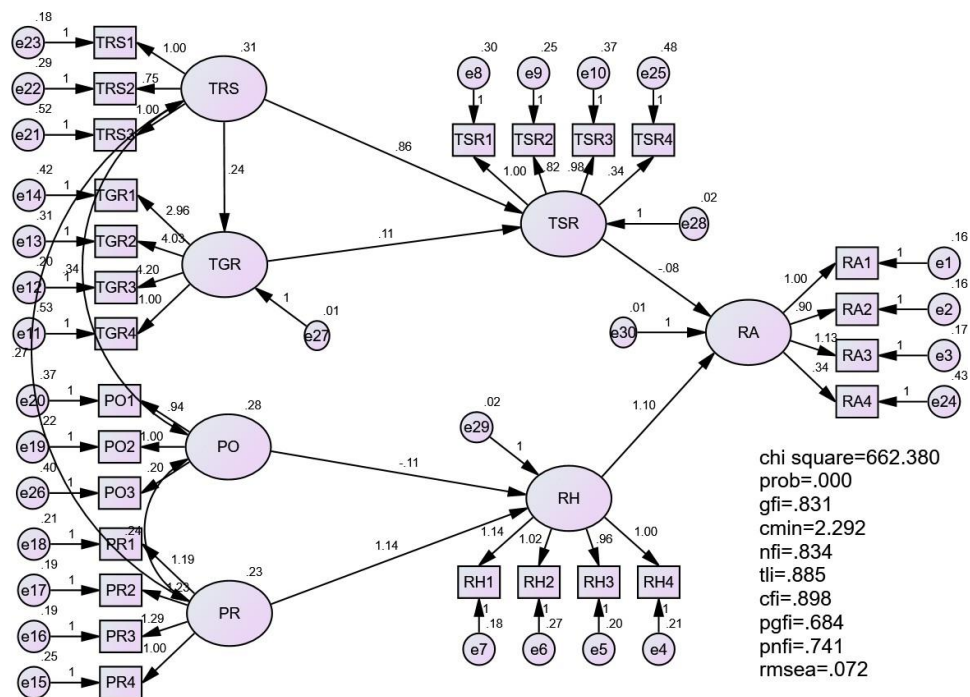 .18
e23 1 TRS1 1.00
.29
e22 1 TRS2 .75
.52
e21 1 TRS3 1.00
.31
TRS
.42
e14 1 TGR1 2.96
.31
e13 1 TGR2 4.03
.20
e12 1 TGR3 4.20
.53
e11 1 TGR4 1.00
.24
TGR
1
.01
e27
.34
.27
.37
e20 1 PO1 .94
.22
e19 1 PO2 1.00
.40
e26 1 PO3 .20
.28
PO
.21
e18 1 PR1 1.19
.24
.19
e17 1 PR2 1.23
.19
e16 1 PR3 1.29
.25
e15 1 PR4 1.00
.23
PR
.86
.11
-.11
1.14
.30 .25 .37 .48
e8 e9 e10 e25
1 1 1 1
TSR1 TSR2 TSR3 TSR4
1.00 .82 .98 .34
TSR
.02
1 e28
-.08
.01
e30 1
RA
1.10
1.00 RA1 1 e1 .16
.90 RA2 1 e2 .16
1.13 RA3 1 e3 .17
.34 RA4 1 e24 .43
.02
e29
1
RH
1.14 1.02 .96 1.00
RH1 RH2 RH3 RH4
1 1 1 1
.18 .27 .20 .21
e7 e6 e5 e4
chi square=662.380
prob=.000
gfi=.831
cmin=2.292
nfi=.834
tli=.885
cfi=.898
pgfi=.684
pnfi=.741
rmsea=.072